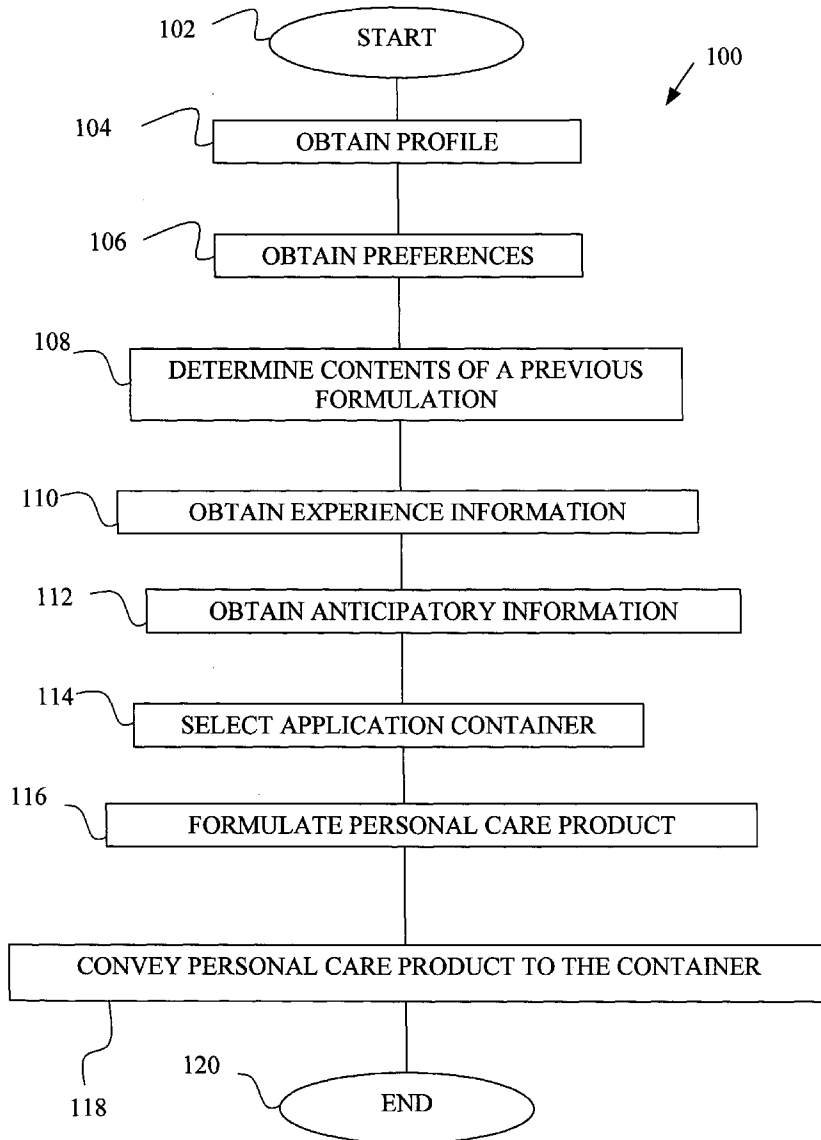 102
START
100
104
OBTAIN PROFILE
106
OBTAIN PREFERENCES
108
DETERMINE CONTENTS OF A PREVIOUS
FORMULATION
110
OBTAIN EXPERIENCE INFORMATION
112
OBTAIN ANTICIPATORY INFORMATION
114
SELECT APPLICATION CONTAINER
116
FORMULATE PERSONAL CARE PRODUCT
CONVEY PERSONAL CARE PRODUCT TO THE CONTAINER
118
120
END